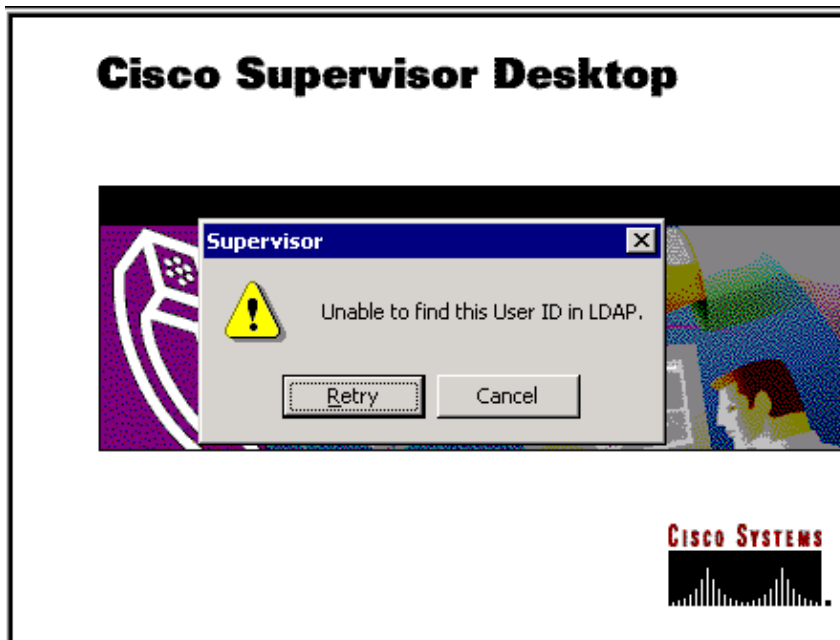 Cisco Supervisor Desktop
Supervisor
Unable to find this User ID in LDAP.
Retry
Cancel
CISCO SYSTEMS